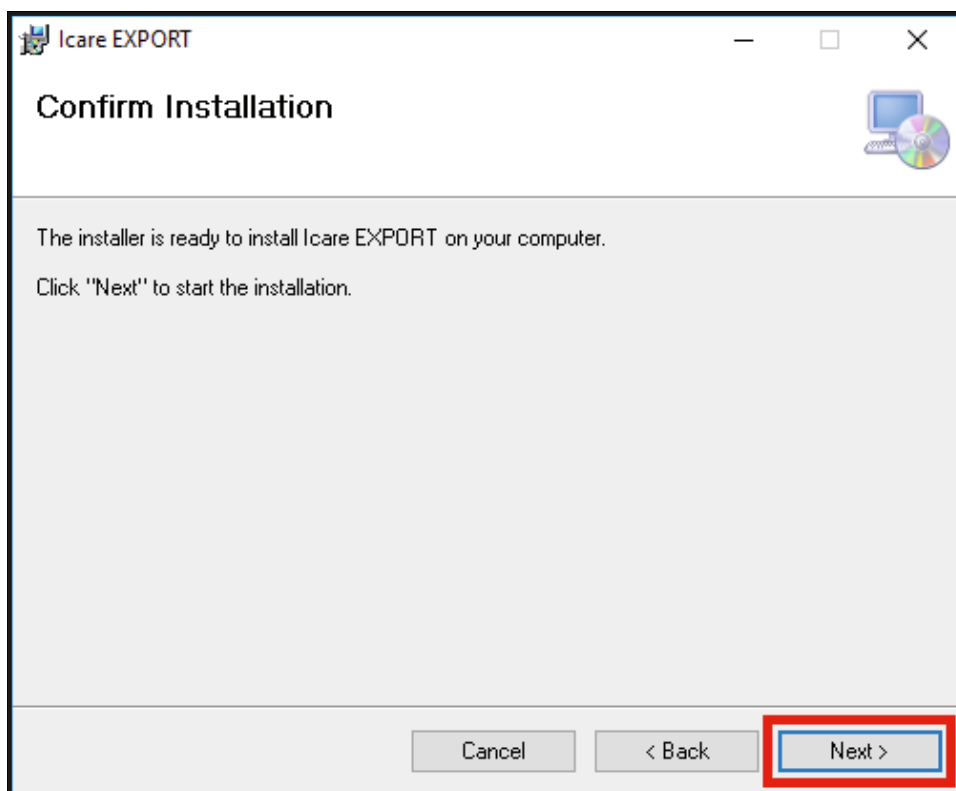 Icare EXPORT
Confirm Installation
The installer is ready to install Icare EXPORT on your computer.
Click "Next" to start the installation.
Cancel
< Back
Next >